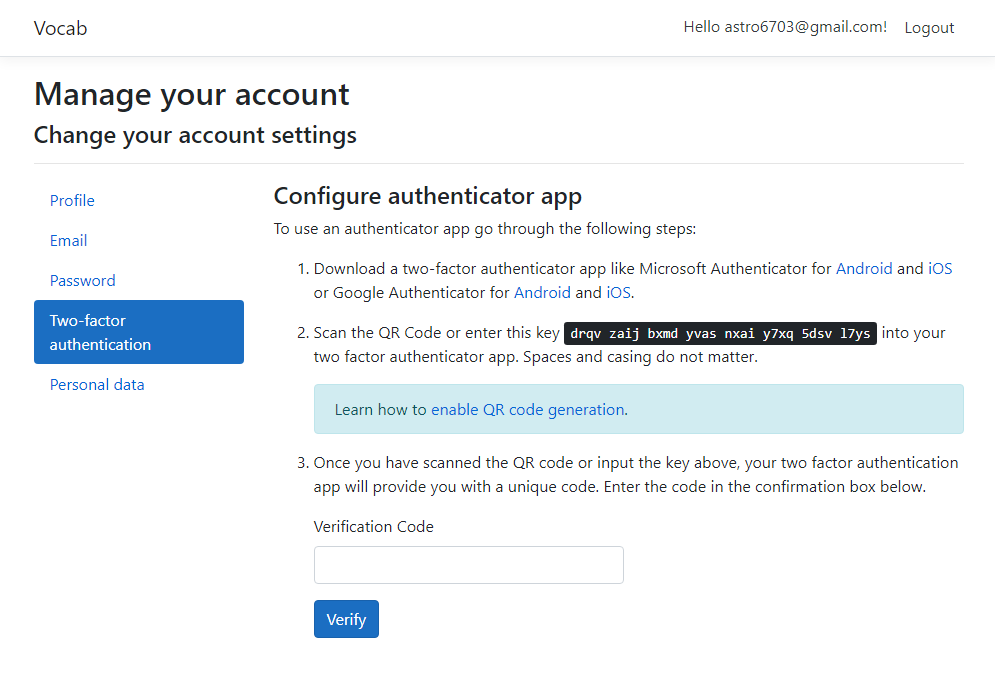 Vocab
Hello astro6703@gmail.com!
Logout
Manage your account
Change your account settings
Profile
Email
Password
Two-factor
authentication
Personal data
Configure authenticator app
To use an authenticator app go through the following steps:
1. Download a two-factor authenticator app like Microsoft Authenticator for Android and iOS
or Google Authenticator for Android and iOS.
2. Scan the QR Code or enter this key drqv zaij bxmd yvas nxai y7xq 5dsv l7ys into your
two factor authenticator app. Spaces and casing do not matter.
Learn how to enable QR code generation.
3. Once you have scanned the QR code or input the key above, your two factor authentication
app will provide you with a unique code. Enter the code in the confirmation box below.
Verification Code
Verify